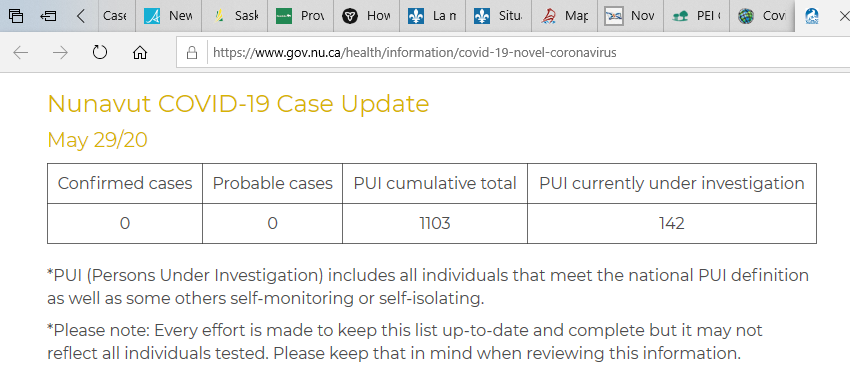 Case
New
Sask
Prov
How
La n
Situ
Map
Nov
PEI
Cov
https://www.gov.nu.ca/health/information/covid-19-novel-coronavirus
Nunavut COVID-19 Case Update
May 29/20
Confirmed cases Probable cases PUI cumulative total PUI currently under investigation
0 0 1103 142
*PUI (Persons Under Investigation) includes all individuals that meet the national PUI definition
as well as some others self-monitoring or self-isolating.
*Please note: Every effort is made to keep this list up-to-date and complete but it may not
reflect all individuals tested. Please keep that in mind when reviewing this information.